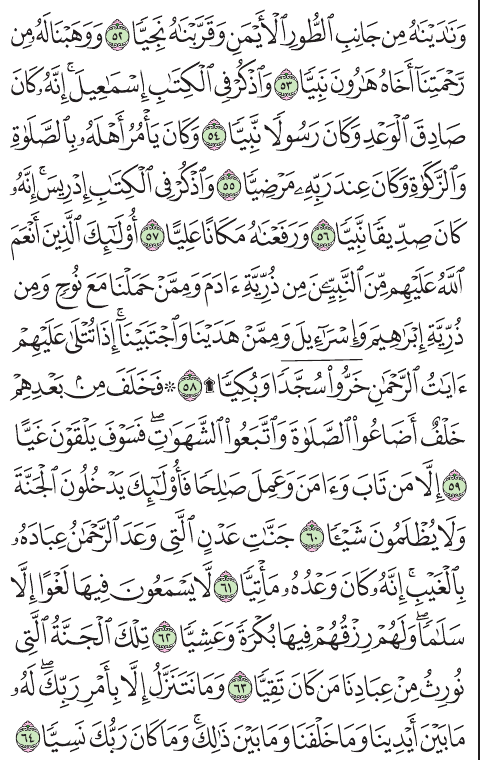 وَنَٰدَيۡنَٰهُ مِن جَانِبِ ٱلطُّورِ ٱلۡأَيۡمَنِ وَقَرَّبۡنَٰهُ نَجِيّٗا ٥٢ وَوَهَبۡنَا لَهُۥ مِن
رَّحۡمَتِنَآ أَخَاهُ هَٰرُونَ نَبِيّٗا ٥٣ وَٱذۡكُرۡ فِي ٱلۡكِتَٰبِ إِسۡمَٰعِيلَۚ إِنَّهُۥ كَانَ
صَادِقَ ٱلۡوَعۡدِ وَكَانَ رَسُولٗا نَّبِيّٗا ٥٤ وَكَانَ يَأۡمُرُ أَهۡلَهُۥ بِٱلصَّلَوٰةِ
وَٱلزَّكَوٰةِ وَكَانَ عِندَ رَبِّهِۦ مَرۡضِيّٗا ٥٥ وَٱذۡكُرۡ فِي ٱلۡكِتَٰبِ إِدۡرِيسَۚ إِنَّهُۥ
كَانَ صِدِّيقٗا نَّبِيّٗا ٥٦ وَرَفَعۡنَٰهُ مَكَانًا عَلِيًّا ٥٧ أُوْلَٰٓئِكَ ٱلَّذِينَ أَنۡعَمَ
ٱللَّهُ عَلَيۡهِم مِّنَ ٱلنَّبِيِّـۧنَ مِن ذُرِّيَّةِ ءَادَمَ وَمِمَّنۡ حَمَلۡنَا مَعَ نُوحٖ وَمِن
ذُرِّيَّةِ إِبۡرَٰهِيمَ وَإِسۡرَٰٓءِيلَ وَمِمَّنۡ هَدَيۡنَا وَٱجۡتَبَيۡنَآۚ إِذَا تُتۡلَىٰ عَلَيۡهِمۡ
ءَايَٰتُ ٱلرَّحۡمَٰنِ خَرُّواْۤ سُجَّدٗاۤ وَبُكِيّٗا۩ ٥٨ ۞ فَخَلَفَ مِنۢ بَعۡدِهِمۡ
خَلۡفٌ أَضَاعُواْ ٱلصَّلَوٰةَ وَٱتَّبَعُواْ ٱلشَّهَوَٰتِۖ فَسَوۡفَ يَلۡقَوۡنَ غَيًّا
٥٩ إِلَّا مَن تَابَ وَءَامَنَ وَعَمِلَ صَٰلِحٗا فَأُوْلَٰٓئِكَ يَدۡخُلُونَ ٱلۡجَنَّةَ
وَلَا يُظۡلَمُونَ شَيۡـٔٗا ٦٠ جَنَّٰتِ عَدۡنٍ ٱلَّتِي وَعَدَ ٱلرَّحۡمَٰنُ عِبَادَهُۥ
بِٱلۡغَيۡبِۚ إِنَّهُۥ كَانَ وَعۡدُهُۥ مَأۡتِيّٗا ٦١ لَّا يَسۡمَعُونَ فِيهَا لَغۡوًا إِلَّا
سَلَٰمٗاۖ وَلَهُمۡ رِزۡقُهُمۡ فِيهَا بُكۡرَةٗ وَعَشِيّٗا ٦٢ تِلۡكَ ٱلۡجَنَّةُ ٱلَّتِي
نُورِثُ مِنۡ عِبَادِنَا مَن كَانَ تَقِيّٗا ٦٣ وَمَا نَتَنَزَّلُ إِلَّا بِأَمۡرِ رَبِّكَۖ لَهُۥ
مَا بَيۡنَ أَيۡدِينَا وَمَا خَلۡفَنَا وَمَا بَيۡنَ ذَٰلِكَۚ وَمَا كَانَ رَبُّكَ نَسِيّٗا ٦٤